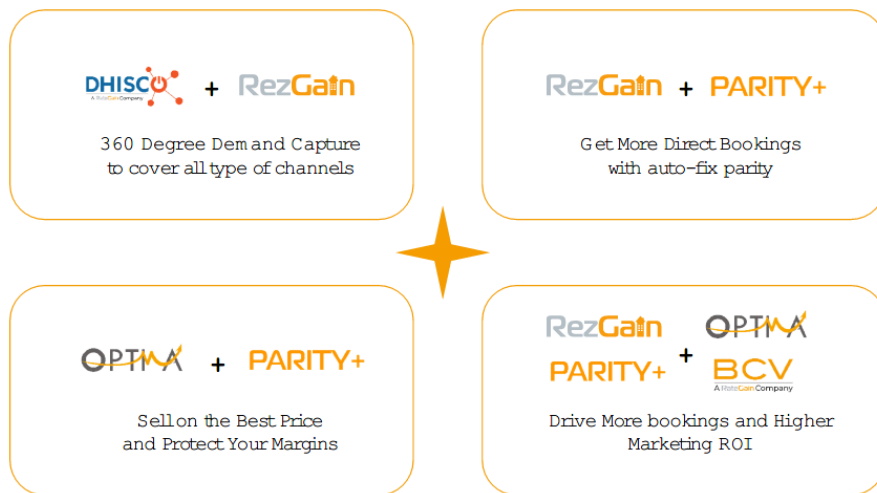 DHISCO + RezGain
A RateGain Company
360 Degree Demand Capture
to cover all type of channels
RezGain + PARITY+
Get More Direct Bookings
with auto-fix parity
OPTIMA + PARITY+
Sell on the Best Price
and Protect Your Margins
RezGain
PARITY+
+
OPTIMA
BCV
A RateGain Company
Drive More bookings and Higher
Marketing ROI